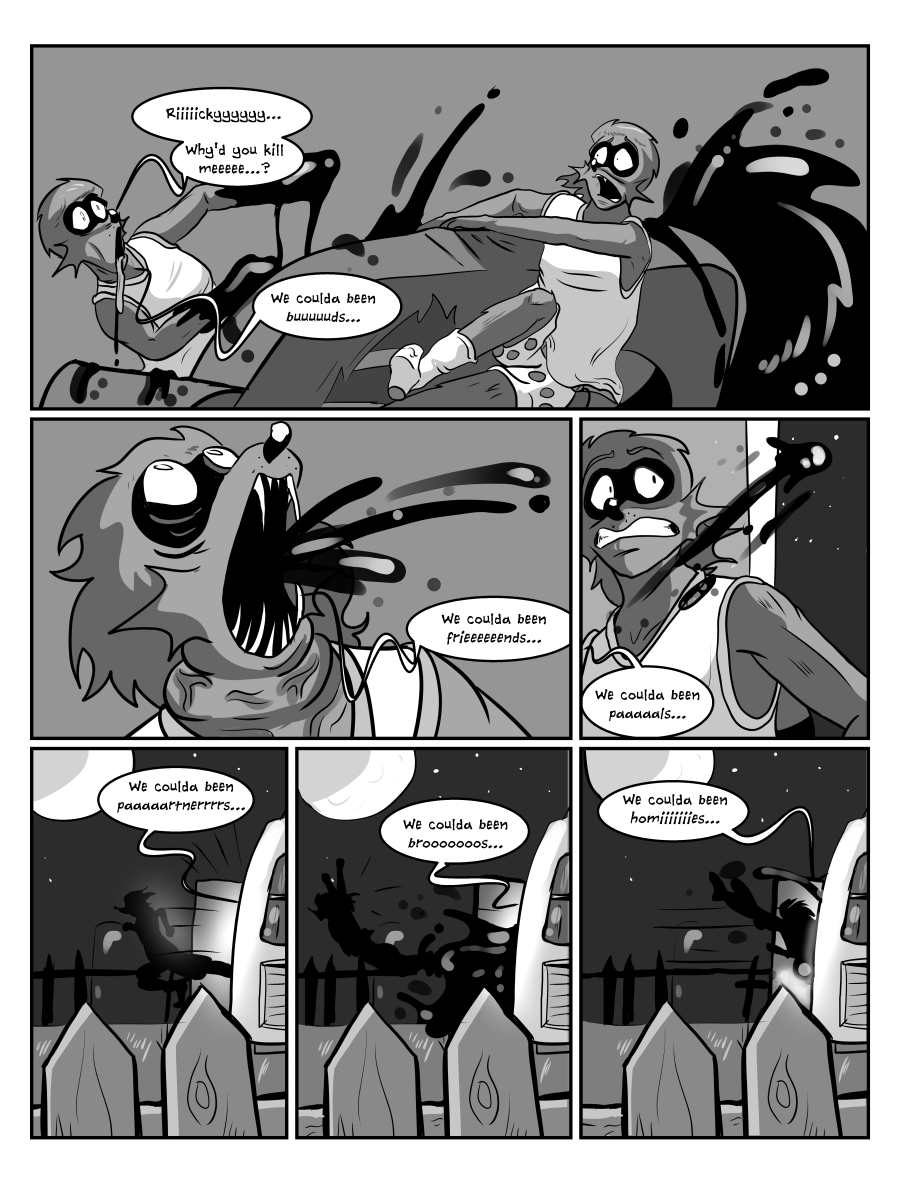 Riiiiickyyyyyy...
Why'd you kill
meeeee...?
We coulda been
buuuuuds...
We coulda been
frieeeeeends...
We coulda been
paaaaals...
We coulda been
paaaaartnerrrrs...
We coulda been
brooooooos...
We coulda been
homiiiiiiies...